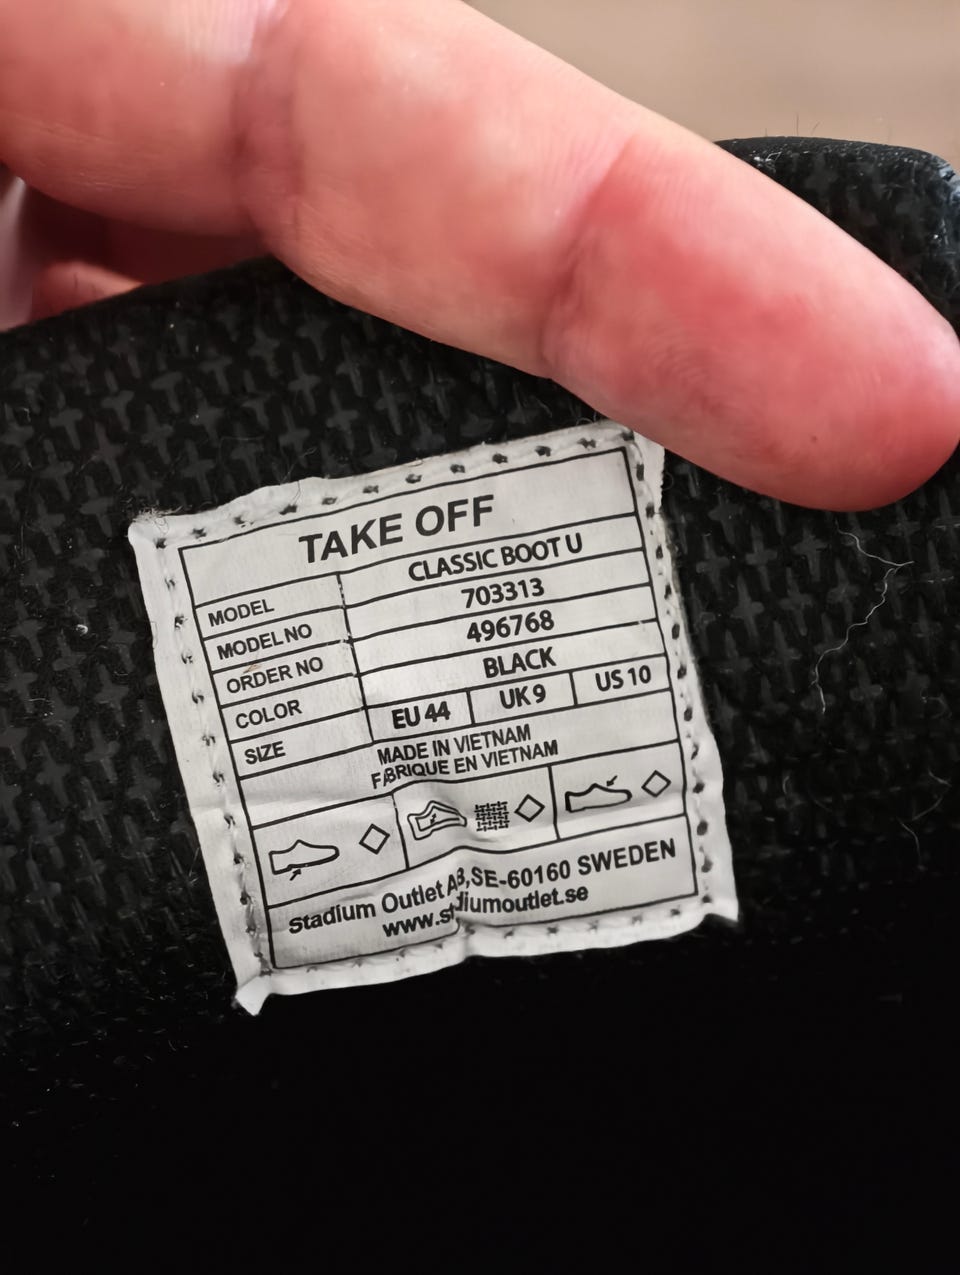 TAKE OFF
MODEL CLASSIC BOOT U
MODEL NO 703313
ORDER NO 496768
COLOR BLACK
SIZE EU 44 UK 9 US 10
MADE IN VIETNAM
FABRIQUE EN VIETNAM
Stadium Outlet AB, SE-60160 SWEDEN
www.stadiumoutlet.se